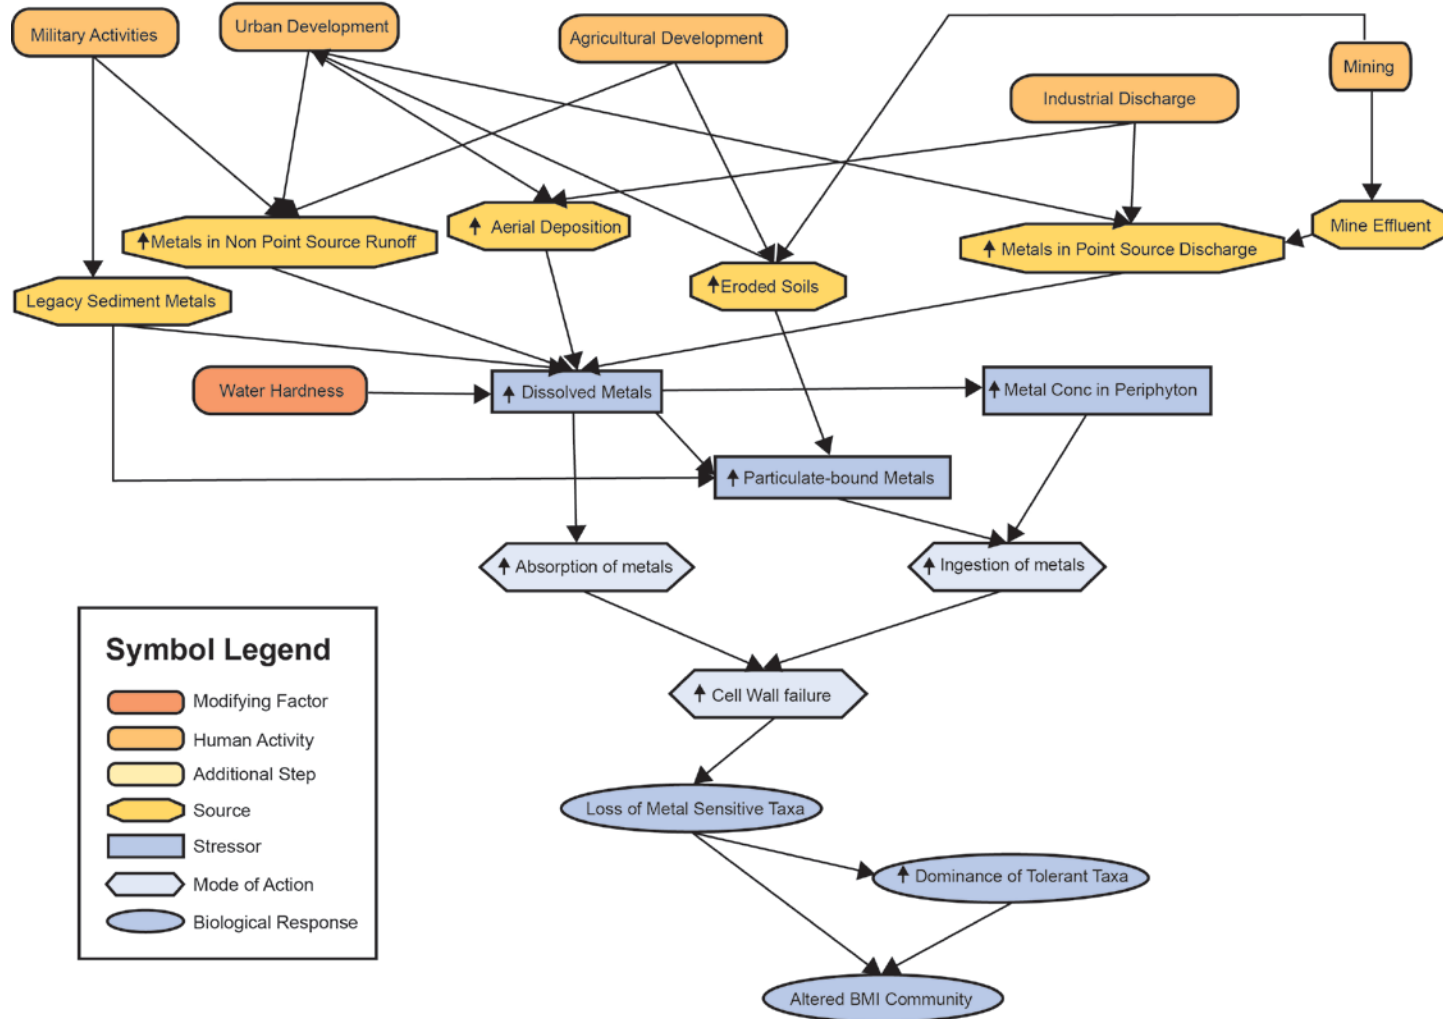 Military Activities
Urban Development
Agricultural Development
Mining
Industrial Discharge
Metals in Non Point Source Runoff
Aerial Deposition
Metals in Point Source Discharge
Mine Effluent
Legacy Sediment Metals
Eroded Soils
Water Hardness
Dissolved Metals
Metal Conc in Periphyton
Particulate-bound Metals
Absorption of metals
Ingestion of metals
Cell Wall failure
Loss of Metal Sensitive Taxa
Dominance of Tolerant Taxa
Altered BMI Community
Symbol Legend
Modifying Factor
Human Activity
Additional Step
Source
Stressor
Mode of Action
Biological Response